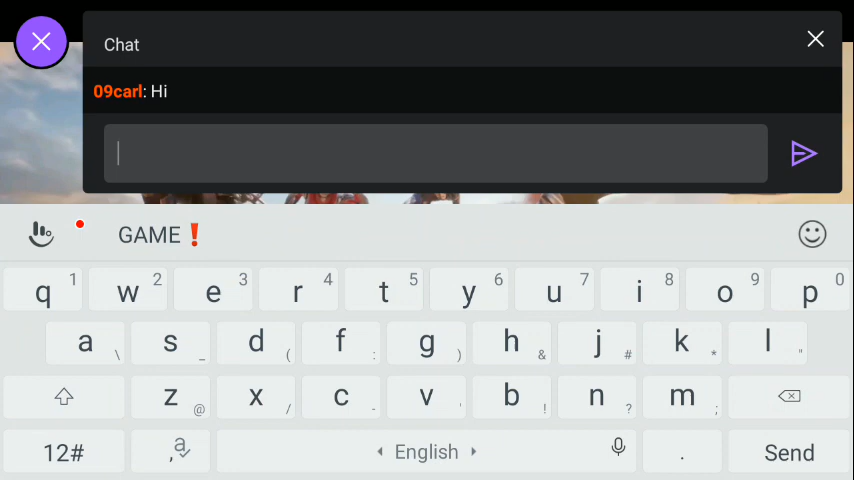 Chat
09carl: Hi
GAME❗
q 1 w 2 e 3 r 4 t 5 y 6 u 7 i 8 o 9 p 0
a \ s _ d ( f : g ) h & j # k * l "
z @ x / c - v ' b ! n ? m ;
12# , a English . Send